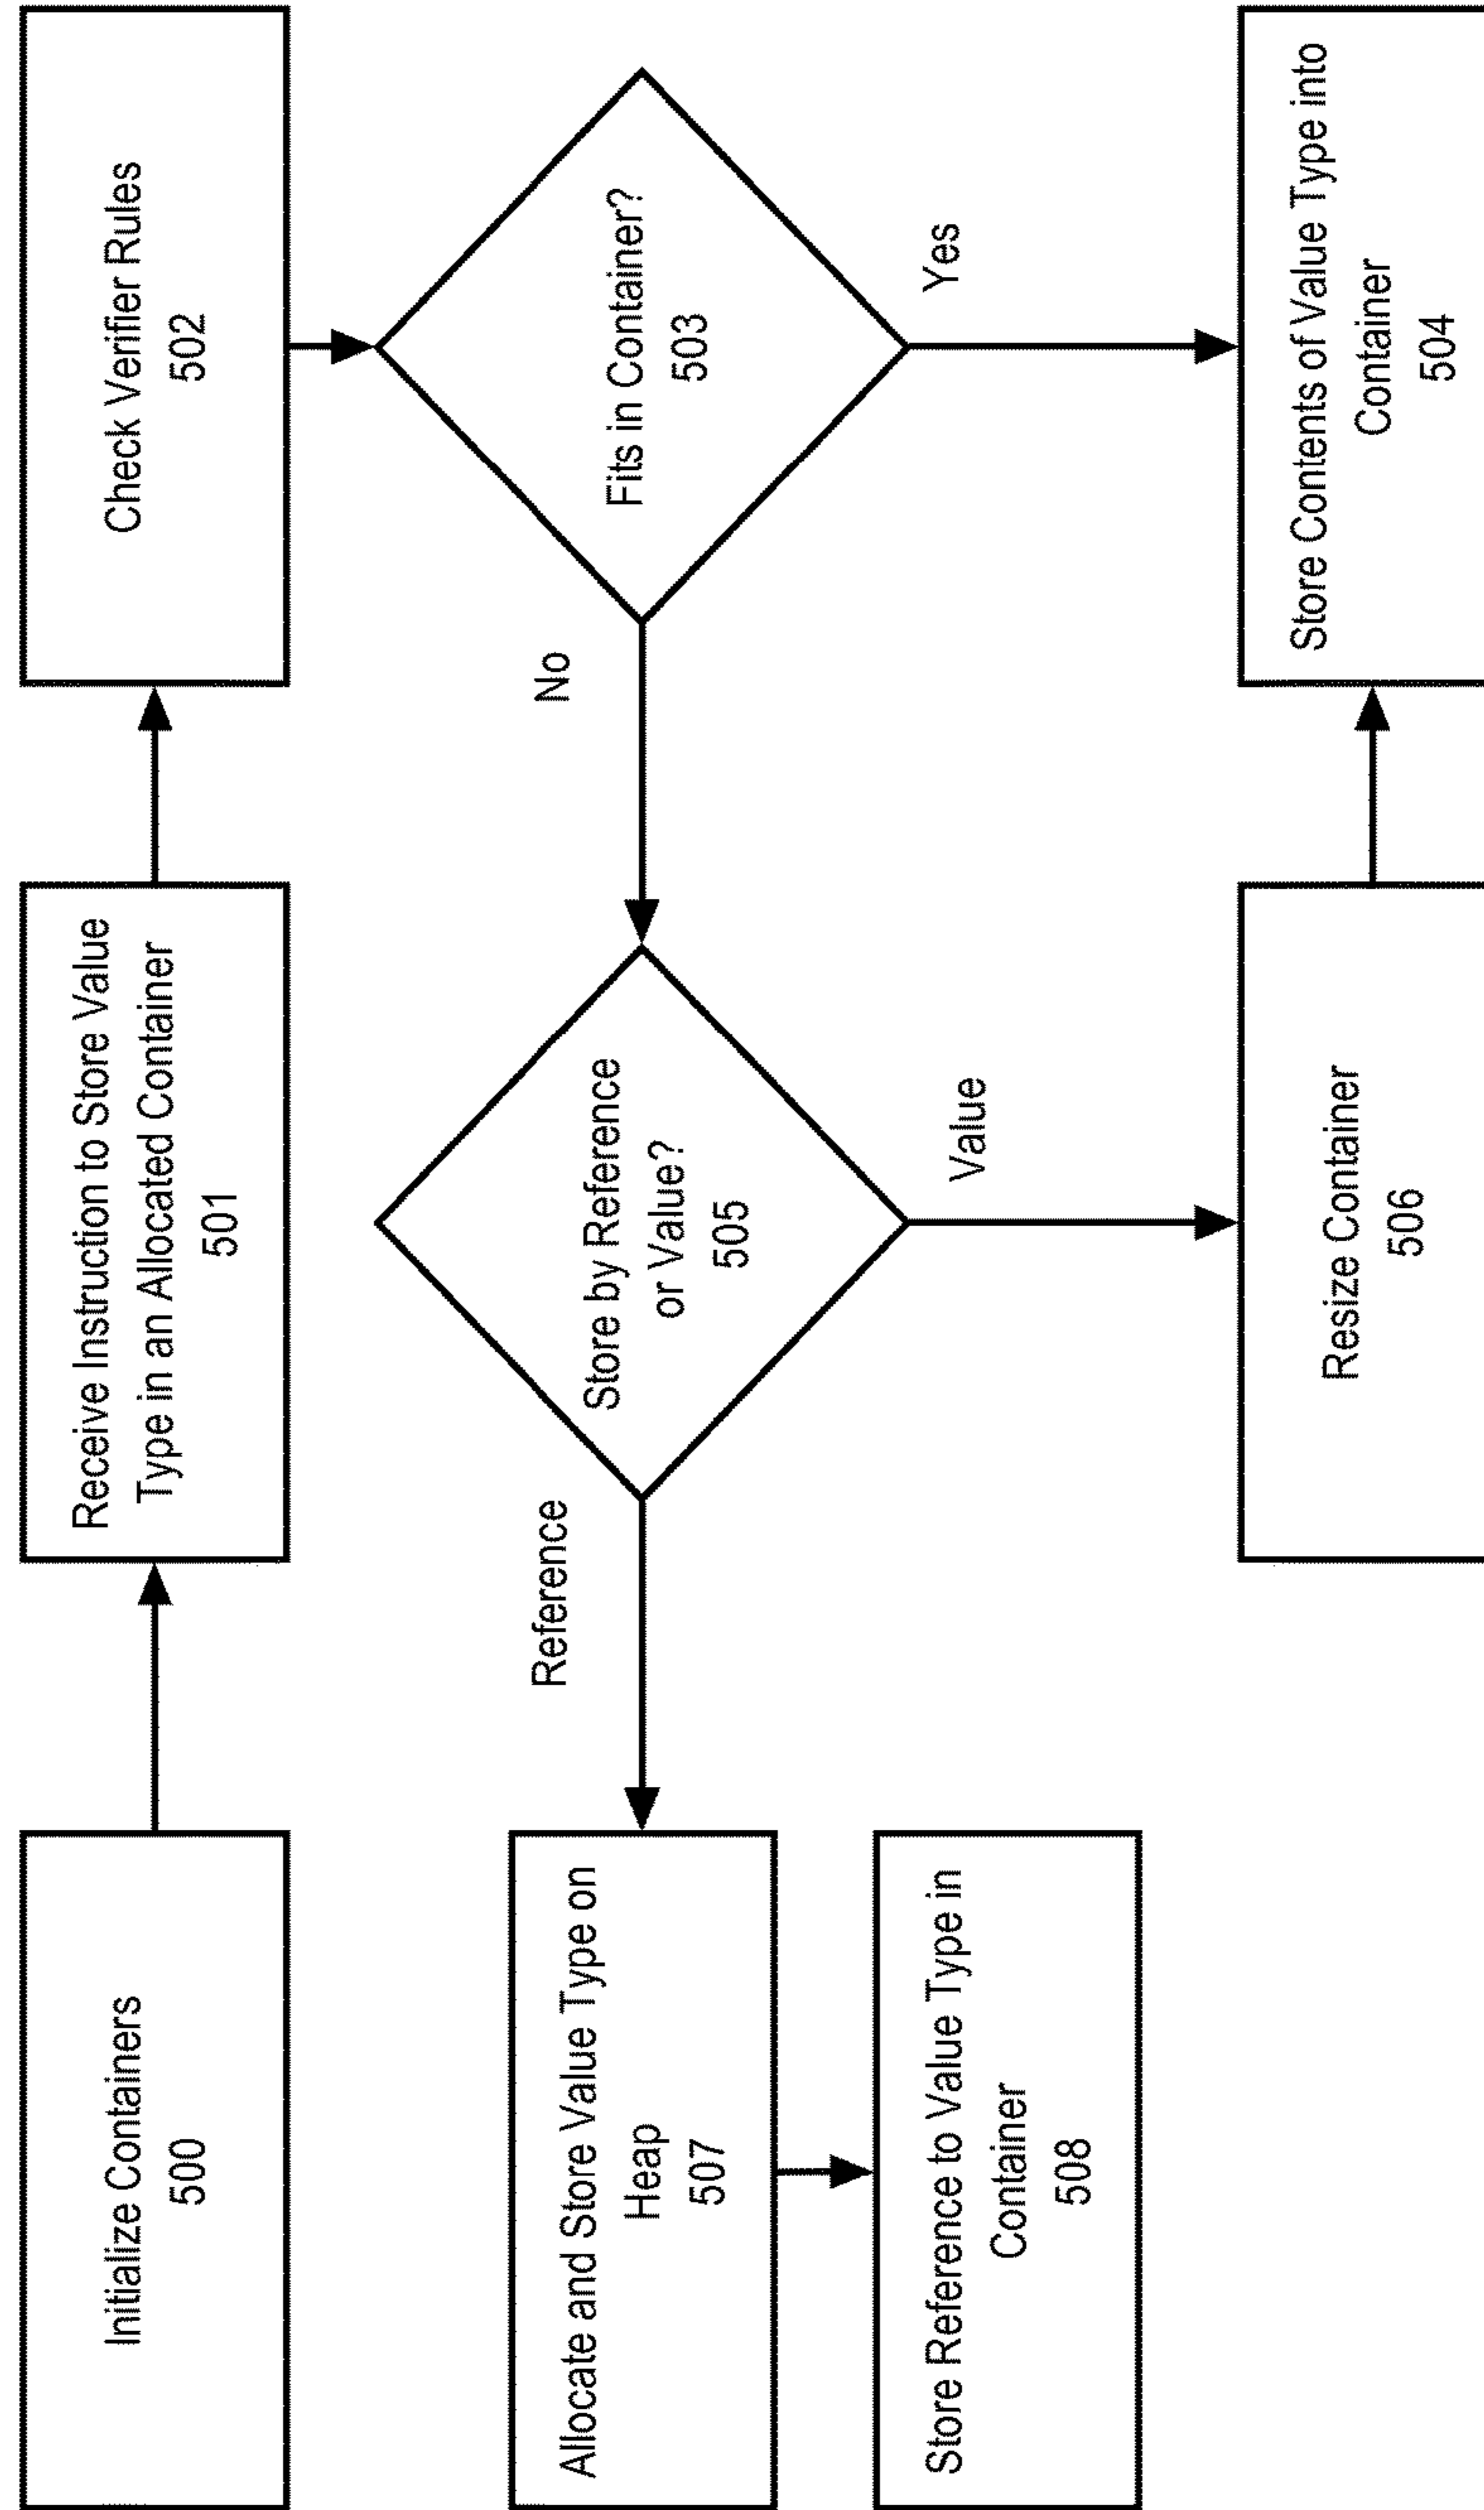 Initialize Containers
500
Receive Instruction to Store Value
Type in an Allocated Container
501
Check Verifier Rules
502
Fits in Container?
503
No
Yes
Store by Reference
or Value?
505
Reference
Value
Allocate and Store Value Type on
Heap
507
Store Reference to Value Type in
Container
508
Resize Container
506
Store Contents of Value Type into
Container
504